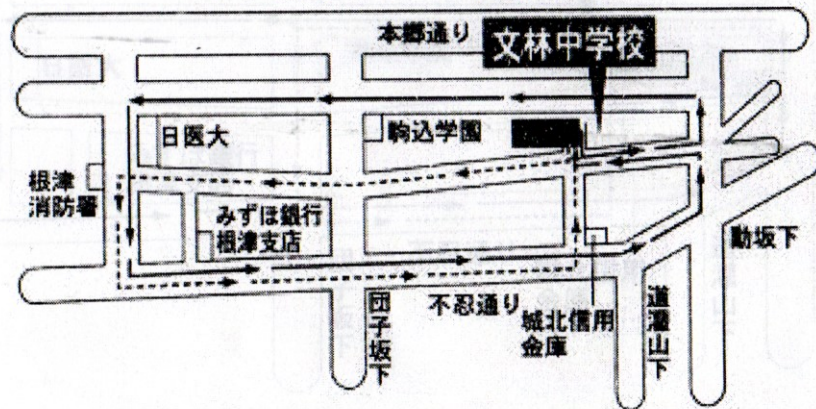 本郷通り
文林中学校
日医大
駒込学園
根津
消防署
みずほ銀行
根津支店
動坂下
団子坂下
不忍通り
城北信用
金庫
道灌山下